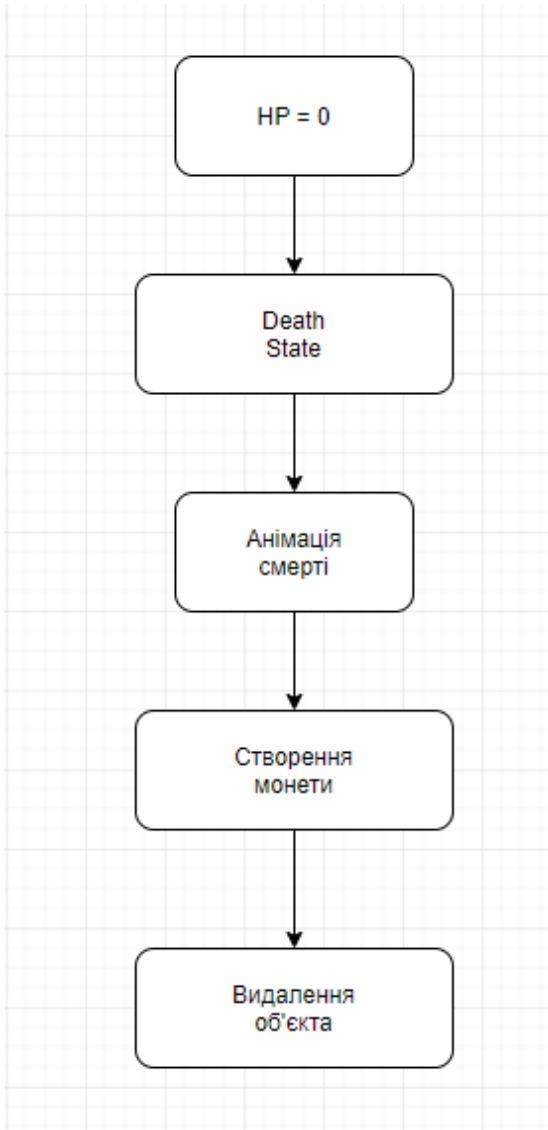 HP = 0
Death
State
Анімація
смерті
Створення
монети
Видалення
об'єкта